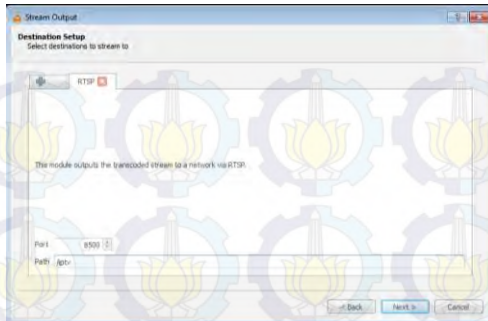 Stream Output
Destination Setup
Select destinations to stream to
RTSP
This module outputs the transcoded stream to a network via RTSP.
Port 8500
Path /iptv
< Back Next > Cancel